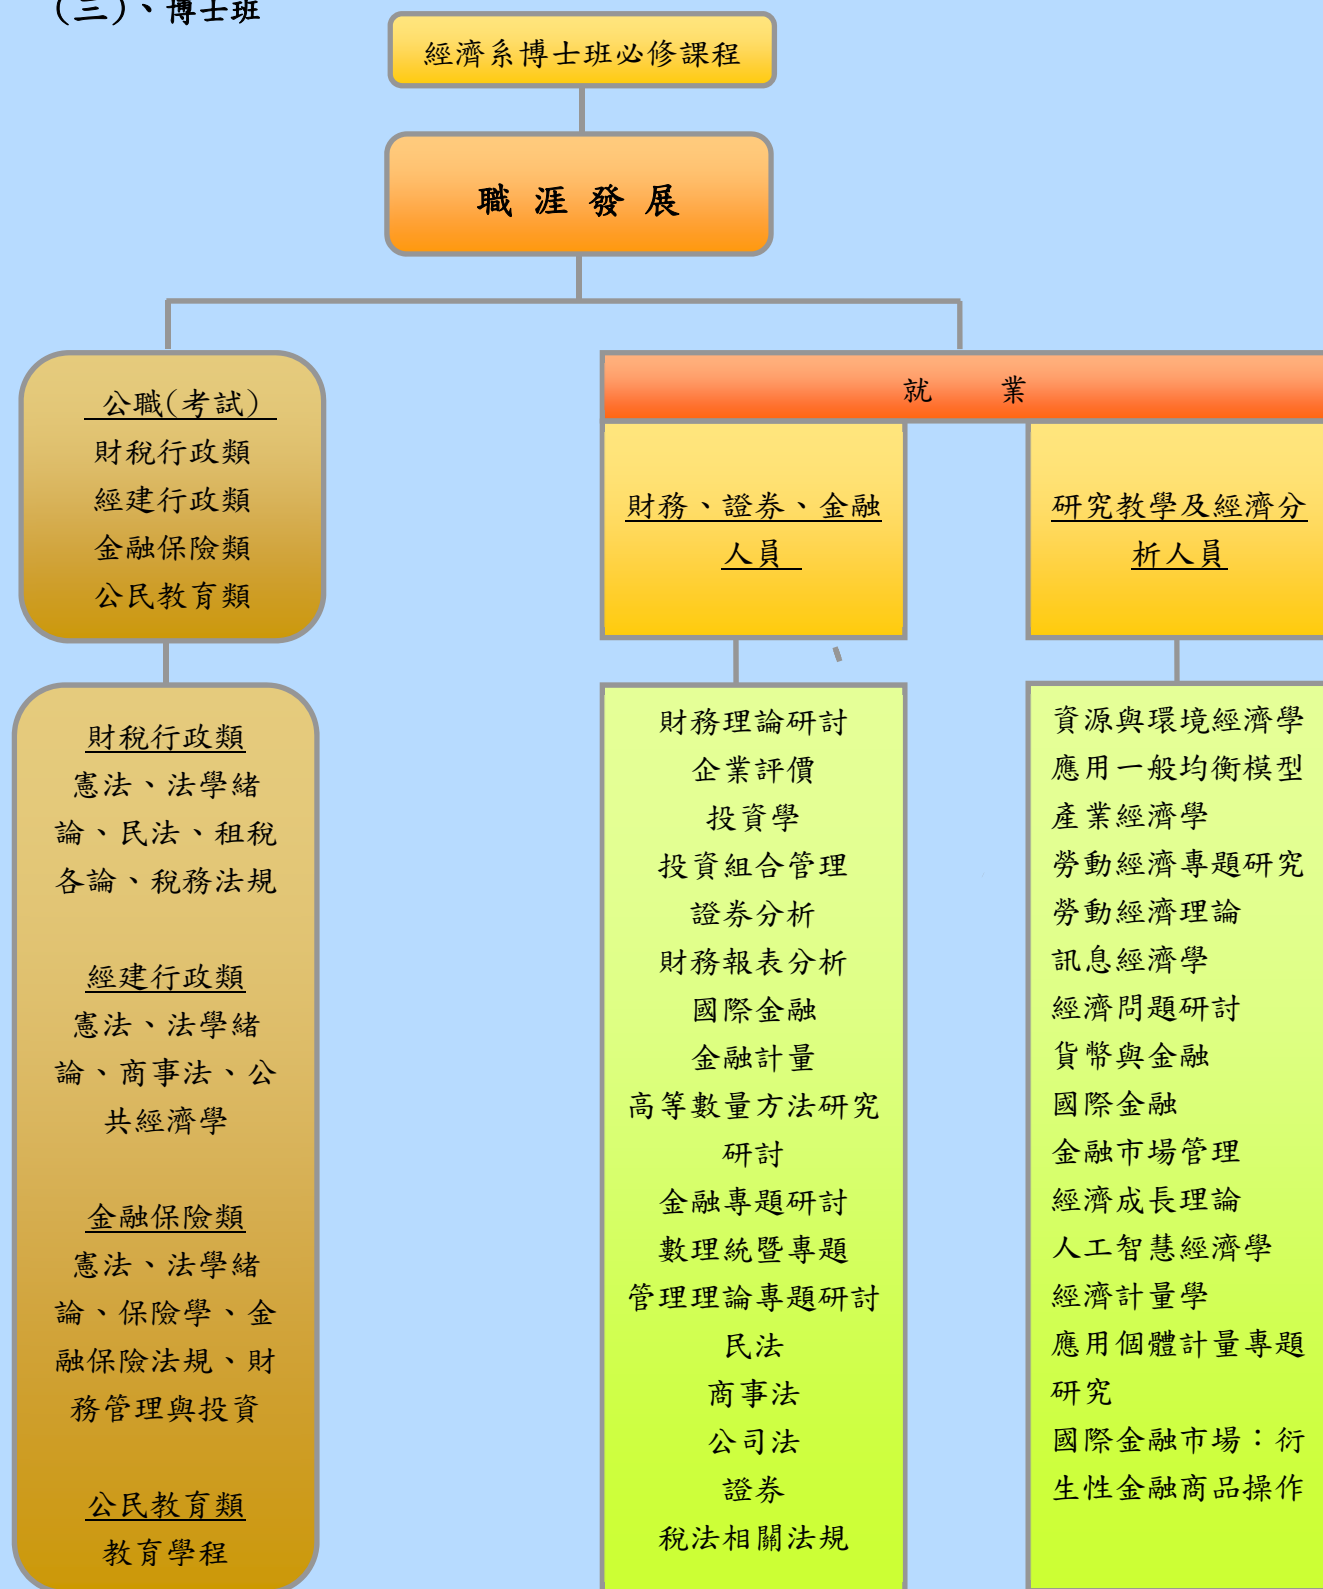 (三)、博士班
經濟系博士班必修課程
職涯發展
公職(考試)
財稅行政類
經建行政類
金融保險類
公民教育類
就業
財務、證券、金融
人員
研究教學及經濟分
析人員
財稅行政類
憲法、法學緒
論、民法、租稅
各論、稅務法規
經建行政類
憲法、法學緒
論、商事法、公
共經濟學
金融保險類
憲法、法學緒
論、保險學、金
融保險法規、財
務管理與投資
公民教育類
教育學程
財務理論研討
企業評價
投資學
投資組合管理
證券分析
財務報表分析
國際金融
金融計量
高等數量方法研究
研討
金融專題研討
數理統暨專題
管理理論專題研討
民法
商事法
公司法
證券
稅法相關法規
資源與環境經濟學
應用一般均衡模型
產業經濟學
勞動經濟專題研究
勞動經濟理論
訊息經濟學
經濟問題研討
貨幣與金融
國際金融
金融市場管理
經濟成長理論
人工智慧經濟學
經濟計量學
應用個體計量專題
研究
國際金融市場：衍
生性金融商品操作